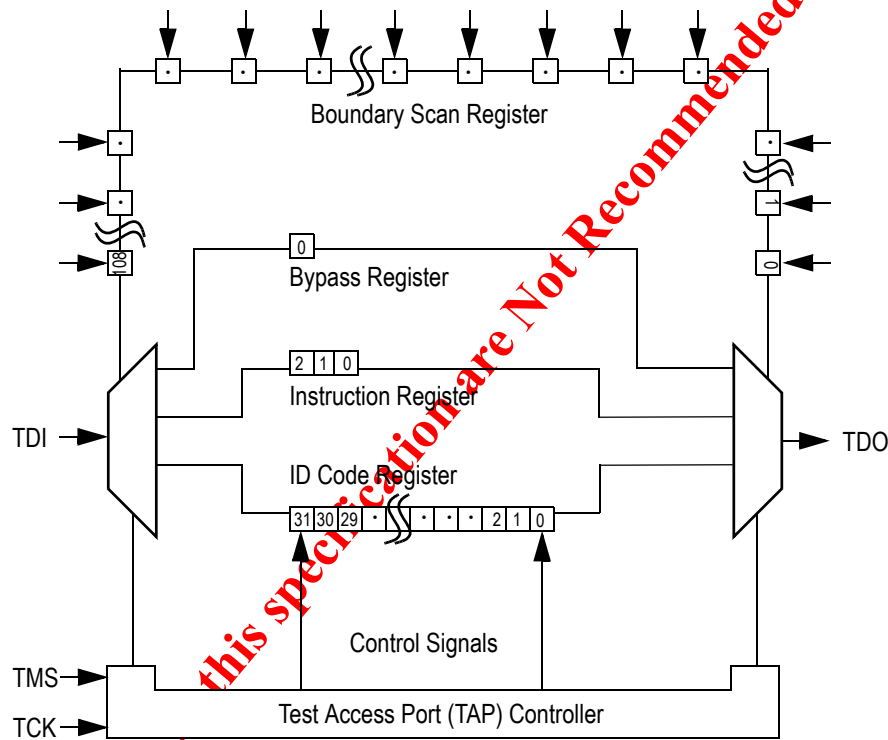 · · · · · · · ·
Boundary Scan Register
· ·
· 1
108 0
0
Bypass Register
2 1 0
Instruction Register
TDI TDO
ID Code Register
31 30 29 · · · · 2 1 0
Control Signals
TMS
Test Access Port (TAP) Controller
TCK
this specification are Not Recommended